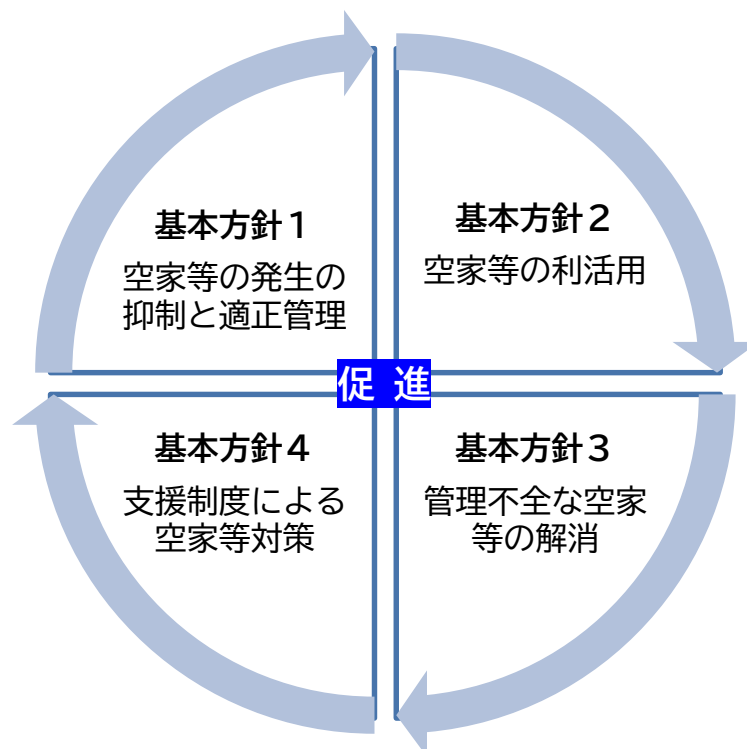 基本方針１
空家等の発生の
抑制と適正管理
基本方針２
空家等の利活用
促 進
基本方針４
支援制度による
空家等対策
基本方針３
管理不全な空家
等の解消